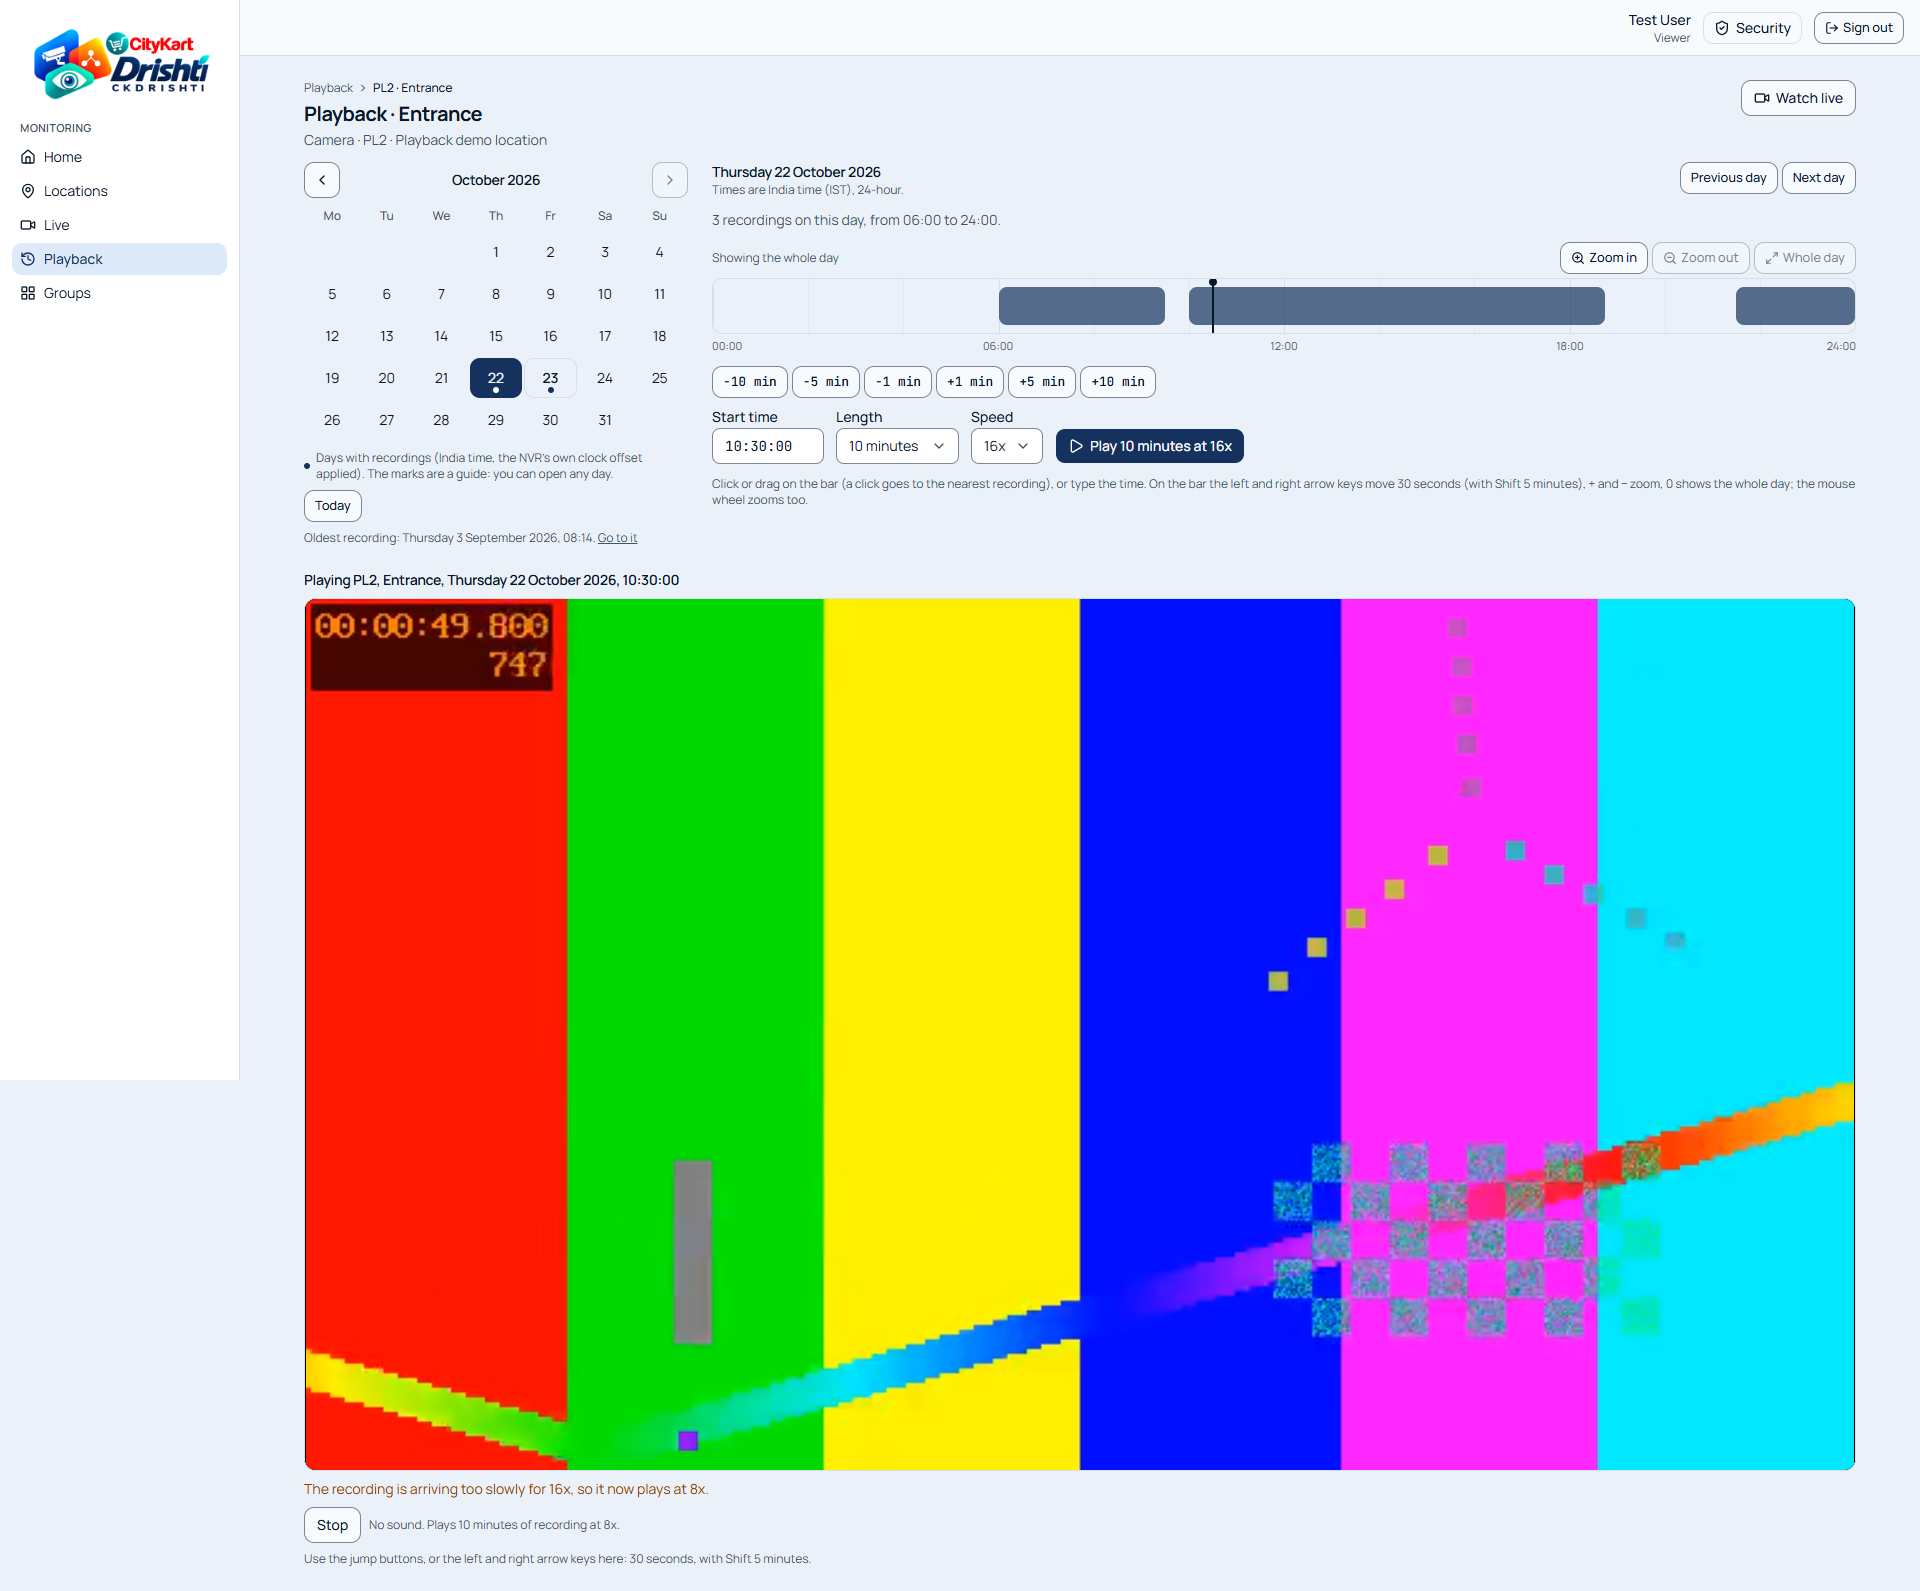 CityKart
Drishti
CKDRISHTI
Test User
Viewer
Security
Sign out
MONITORING
Home
Locations
Live
Playback
Groups
Playback > PL2 · Entrance
Playback · Entrance
Camera · PL2 · Playback demo location
Watch live
October 2026
Mo Tu We Th Fr Sa Su
1 2 3 4
5 6 7 8 9 10 11
12 13 14 15 16 17 18
19 20 21 22 23 24 25
26 27 28 29 30 31
Days with recordings (India time, the NVR's own clock offset
applied). The marks are a guide: you can open any day.
Today
Oldest recording: Thursday 3 September 2026, 08:14. Go to it
Thursday 22 October 2026
Times are India time (IST), 24-hour.
Previous day
Next day
3 recordings on this day, from 06:00 to 24:00.
Showing the whole day
Zoom in
Zoom out
Whole day
00:00 06:00 12:00 18:00 24:00
-10 min -5 min -1 min +1 min +5 min +10 min
Start time Length Speed
10:30:00 10 minutes 16x Play 10 minutes at 16x
Click or drag on the bar (a click goes to the nearest recording), or type the time. On the bar the left and right arrow keys move 30 seconds (with Shift 5 minutes), + and − zoom, 0 shows the whole day; the mouse
wheel zooms too.
Playing PL2, Entrance, Thursday 22 October 2026, 10:30:00
00:00:49.800
747
The recording is arriving too slowly for 16x, so it now plays at 8x.
Stop
No sound. Plays 10 minutes of recording at 8x.
Use the jump buttons, or the left and right arrow keys here: 30 seconds, with Shift 5 minutes.